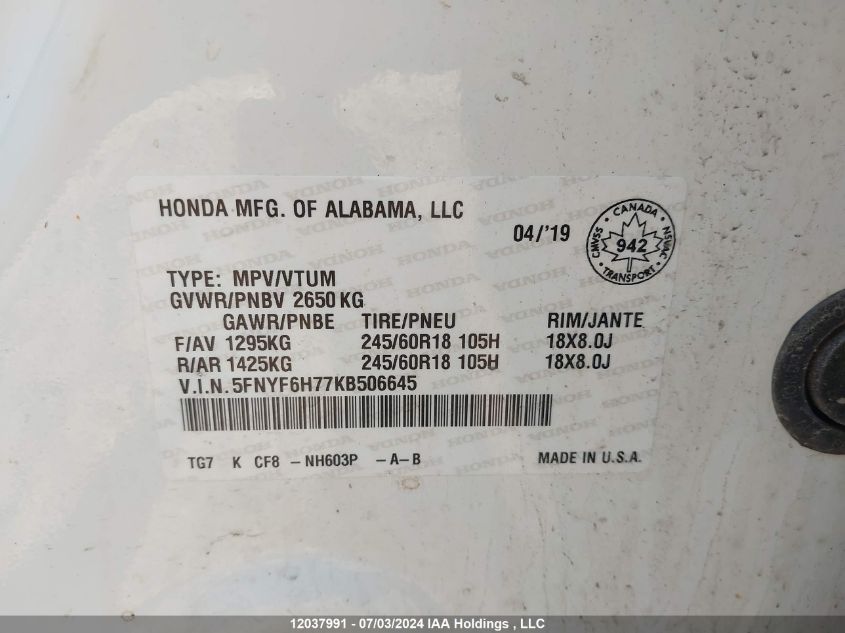 HONDA MFG. OF ALABAMA, LLC
04/'19
CANADA
CMVSS
942
NSVAC
TRANSPORT
TYPE: MPV/VTUM
GVWR/PNBV 2650 KG
GAWR/PNBE TIRE/PNEU RIM/JANTE
F/AV 1295KG 245/60R18 105H 18X8.0J
R/AR 1425KG 245/60R18 105H 18X8.0J
V.I.N. 5FNYF6H77KB506645
TG7 K CF8 -NH603P -A-B MADE IN U.S.A.
12037991 - 07/03/2024 IAA Holdings , LLC